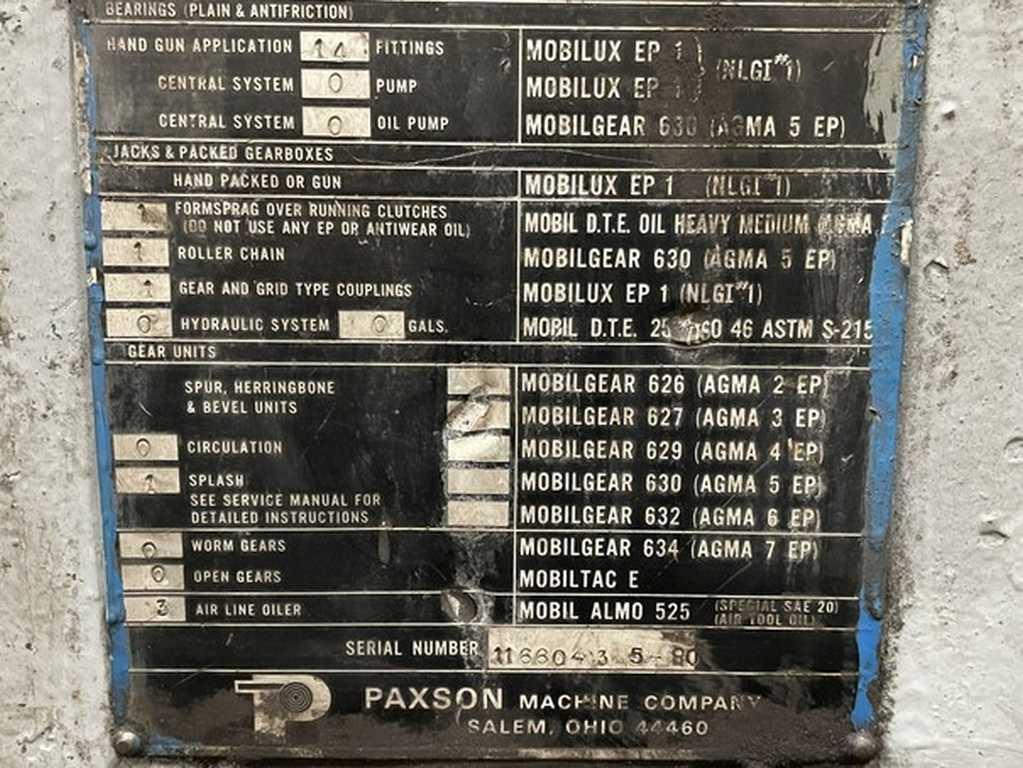 BEARINGS (PLAIN & ANTIFRICTION)
HAND GUN APPLICATION 14 FITTINGS MOBILUX EP 1
(NLGI #1)
CENTRAL SYSTEM 0 PUMP MOBILUX EP 1
CENTRAL SYSTEM 0 OIL PUMP MOBILGEAR 630 (AGMA 5 EP)
JACKS & PACKED GEARBOXES
HAND PACKED OR GUN MOBILUX EP 1 (NLGI #1)
1 FORMSPRAG OVER RUNNING CLUTCHES
(DO NOT USE ANY EP OR ANTIWEAR OIL) MOBIL D.T.E. OIL HEAVY MEDIUM (AGMA
1 ROLLER CHAIN MOBILGEAR 630 (AGMA 5 EP)
1 GEAR AND GRID TYPE COUPLINGS MOBILUX EP 1 (NLGI #1)
0 HYDRAULIC SYSTEM 0 GALS. MOBIL D.T.E. 25 46 ASTM S-215
GEAR UNITS
SPUR, HERRINGBONE MOBILGEAR 626 (AGMA 2 EP)
& BEVEL UNITS MOBILGEAR 627 (AGMA 3 EP)
0 CIRCULATION MOBILGEAR 629 (AGMA 4 EP)
1 SPLASH MOBILGEAR 630 (AGMA 5 EP)
SEE SERVICE MANUAL FOR
DETAILED INSTRUCTIONS MOBILGEAR 632 (AGMA 6 EP)
0 WORM GEARS MOBILGEAR 634 (AGMA 7 EP)
0 OPEN GEARS MOBILTAC E
3 AIR LINE OILER MOBIL ALMO 525 (SPECIAL SAE 20)
(AIR TOOL OIL)
SERIAL NUMBER 1166043 5-80
PAXSON MACHINE COMPANY
SALEM, OHIO 44460